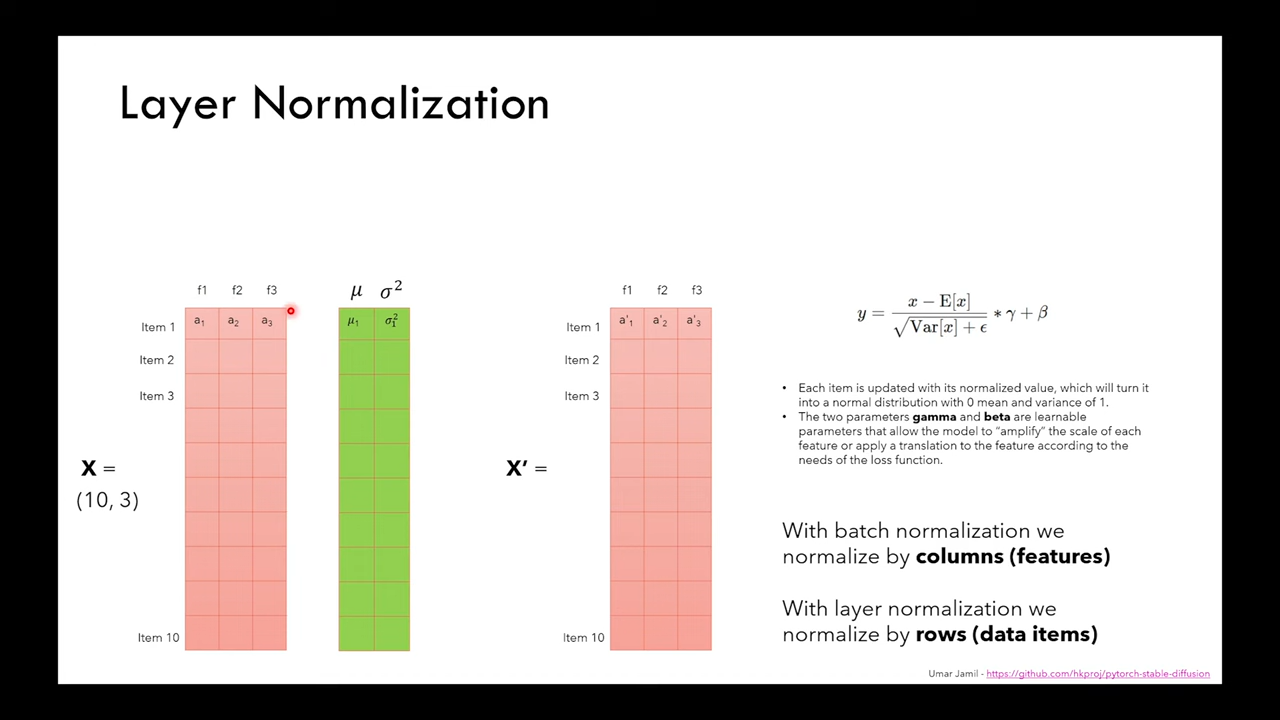 Layer Normalization
f1 f2 f3
μ σ²
Item 1 a₁ a₂ a₃
μ₁ σ₁²
Item 2
Item 3
X =
(10, 3)
Item 10
f1 f2 f3
Item 1 a'₁ a'₂ a'₃
Item 2
Item 3
X’ =
Item 10
y = (x − E[x]) / √(Var[x] + ϵ) ∗ γ + β
• Each item is updated with its normalized value, which will turn it
into a normal distribution with 0 mean and variance of 1.
• The two parameters gamma and beta are learnable
parameters that allow the model to “amplify” the scale of each
feature or apply a translation to the feature according to the
needs of the loss function.
With batch normalization we
normalize by columns (features)
With layer normalization we
normalize by rows (data items)
Umar Jamil - https://github.com/hkproj/pytorch-stable-diffusion